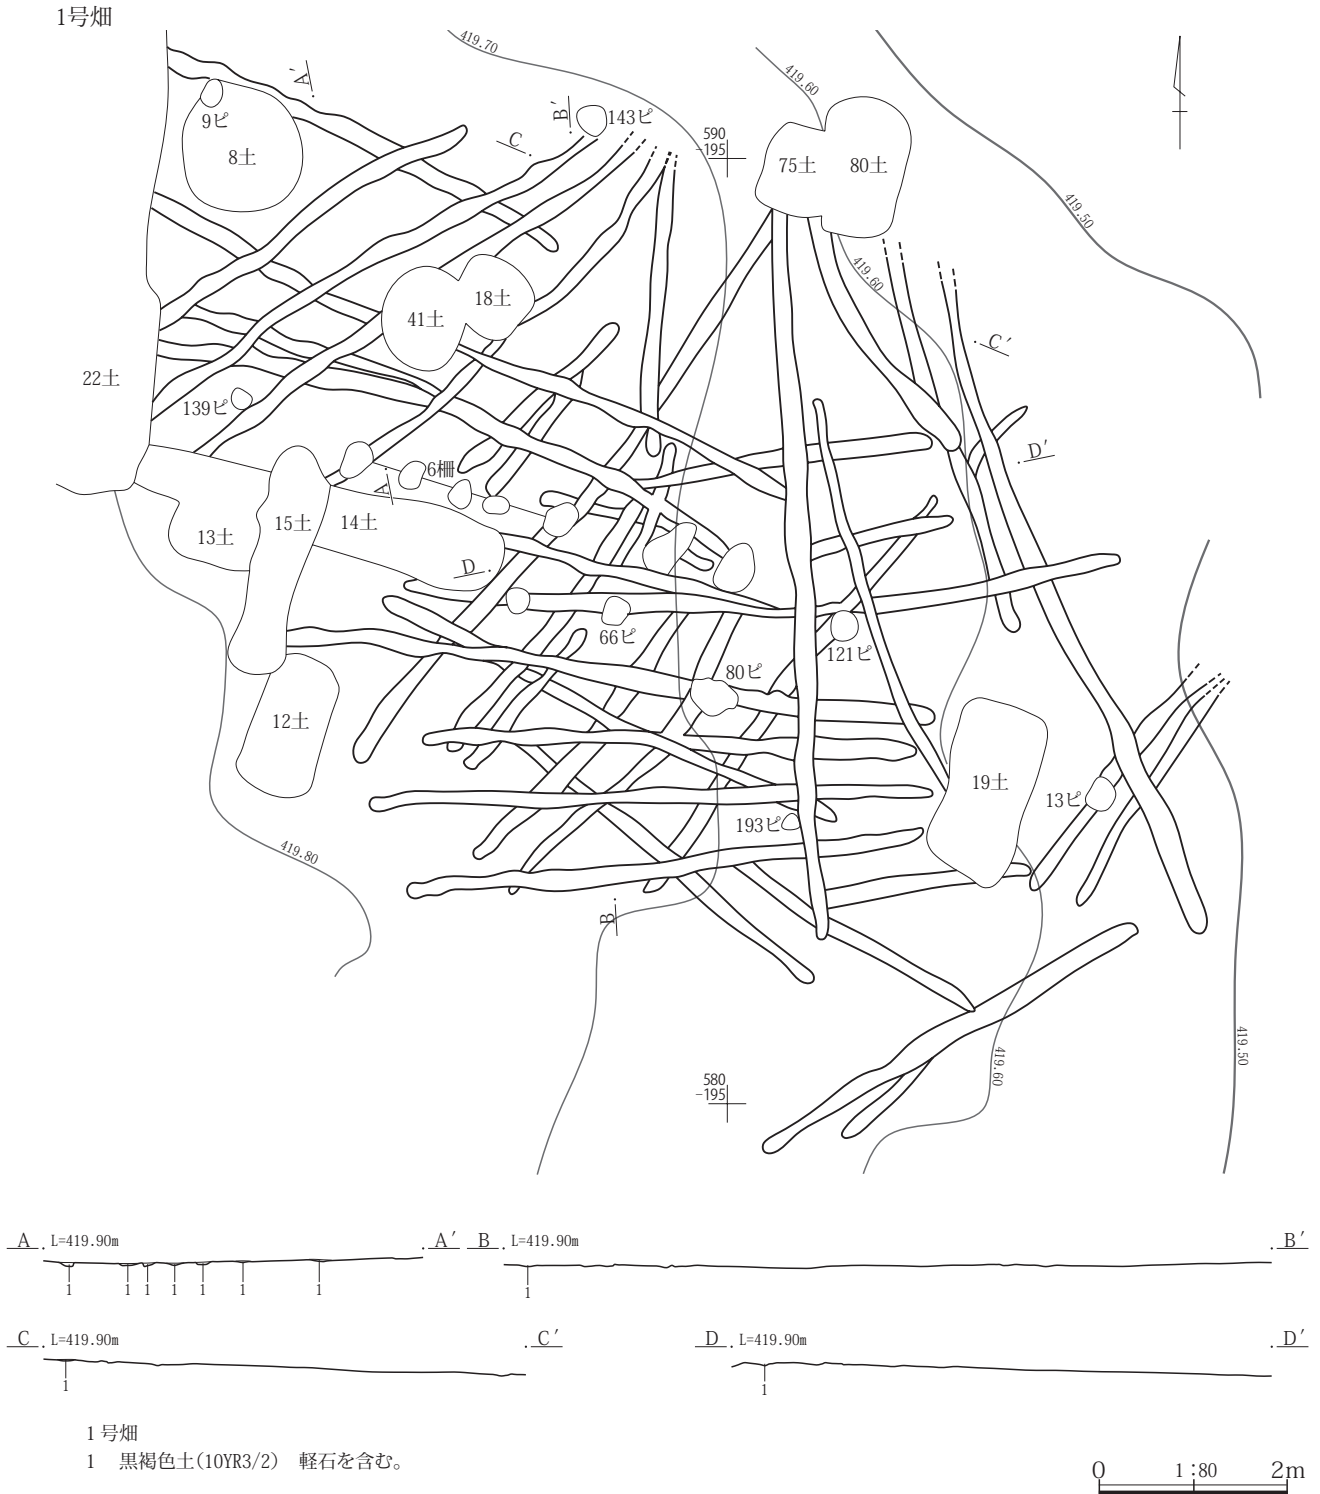 1号畑
419.70
419.60
A′
B′
143ピ
9ピ
8土
C
590
-195
75土
80土
419.50
419.60
18土
41土
C′
22土
139ピ
6柵
A
D′
15土
14土
13土
D
66ピ
121ピ
80ピ
12土
19土
13ピ
193ピ
419.80
B
419.60
419.50
580
-195
A L=419.90m A′
1 1 1 1 1 1 1
B L=419.90m B′
1
C L=419.90m C′
1
D L=419.90m D′
1
1号畑
1 黒褐色土(10YR3/2) 軽石を含む。
0 1:80 2m